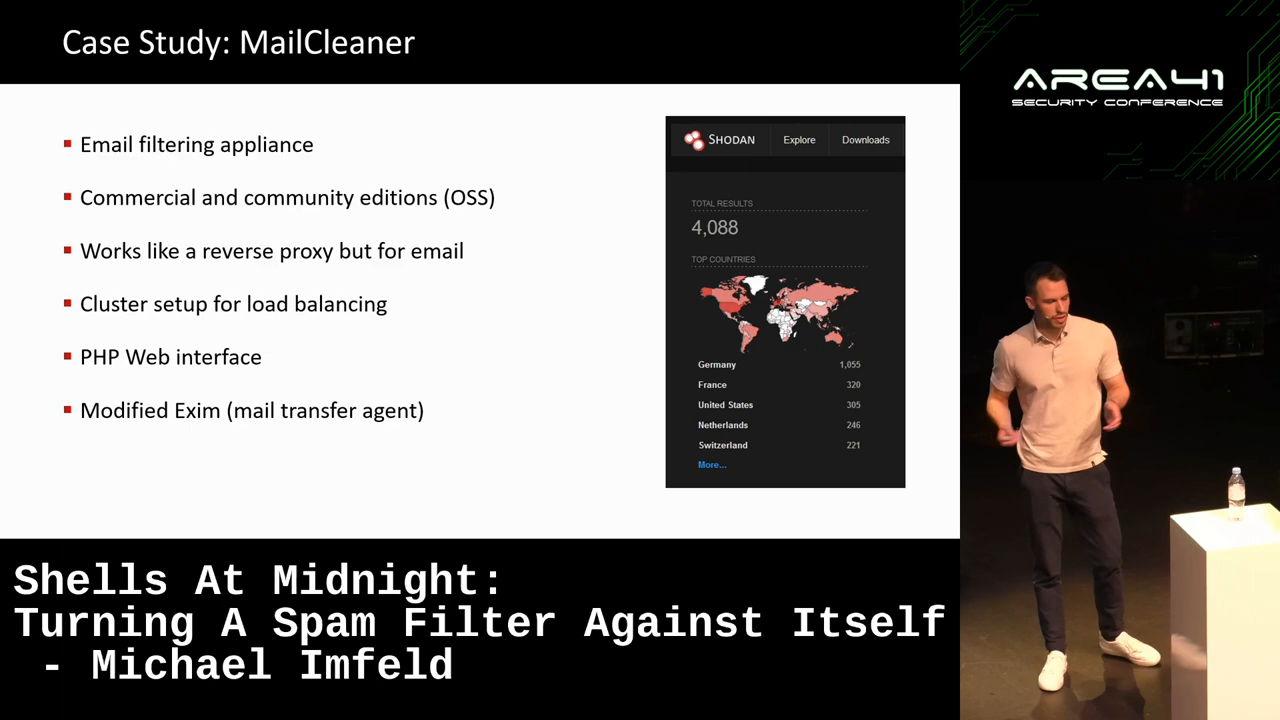 Case Study: MailCleaner
Email filtering appliance
Commercial and community editions (OSS)
Works like a reverse proxy but for email
Cluster setup for load balancing
PHP Web interface
Modified Exim (mail transfer agent)
SHODAN Explore Downloads
TOTAL RESULTS
4,088
TOP COUNTRIES
Germany 1,055
France 320
United States 305
Netherlands 246
Switzerland 221
More...
AREA41
SECURITY CONFERENCE
Shells At Midnight:
Turning A Spam Filter Against Itself
- Michael Imfeld